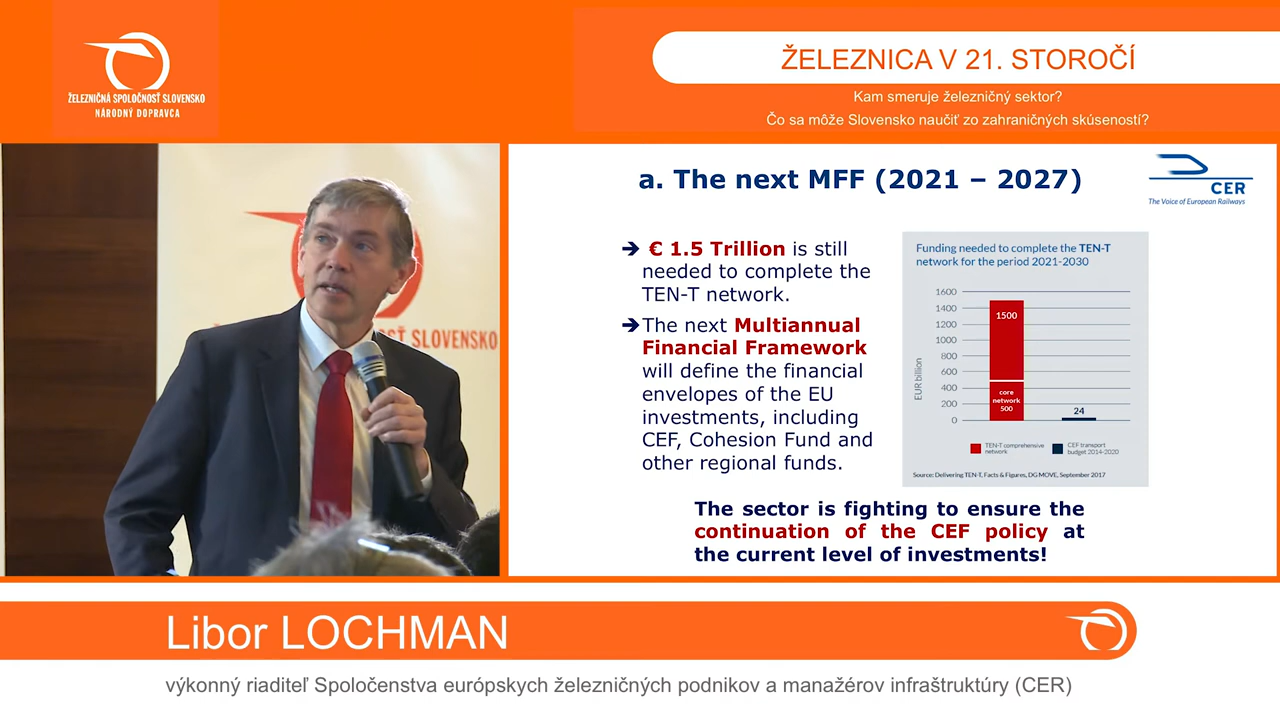 ŽELEZNIČNÁ SPOLOČNOSŤ SLOVENSKO
NÁRODNÝ DOPRAVCA
ŽELEZNICA V 21. STOROČÍ
Kam smeruje železničný sektor?
Čo sa môže Slovensko naučiť zo zahraničných skúseností?
SŤ SLOVENSKO
a. The next MFF (2021 – 2027)
CER
The Voice of European Railways
➔ € 1.5 Trillion is still
needed to complete the
TEN-T network.
➔ The next Multiannual
Financial Framework
will define the financial
envelopes of the EU
investments, including
CEF, Cohesion Fund and
other regional funds.
Funding needed to complete the TEN-T
network for the period 2021-2030
EUR billion
1600
1400
1200
1000
800
600
400
200
0
1500
core
network
500
24
TEN-T comprehensive
network
CEF transport
budget 2014-2020
Source: Delivering TEN-T, Facts & Figures, DG MOVE, September 2017
The sector is fighting to ensure the
continuation of the CEF policy at
the current level of investments!
Libor LOCHMAN
výkonný riaditeľ Spoločenstva európskych železničných podnikov a manažérov infraštruktúry (CER)